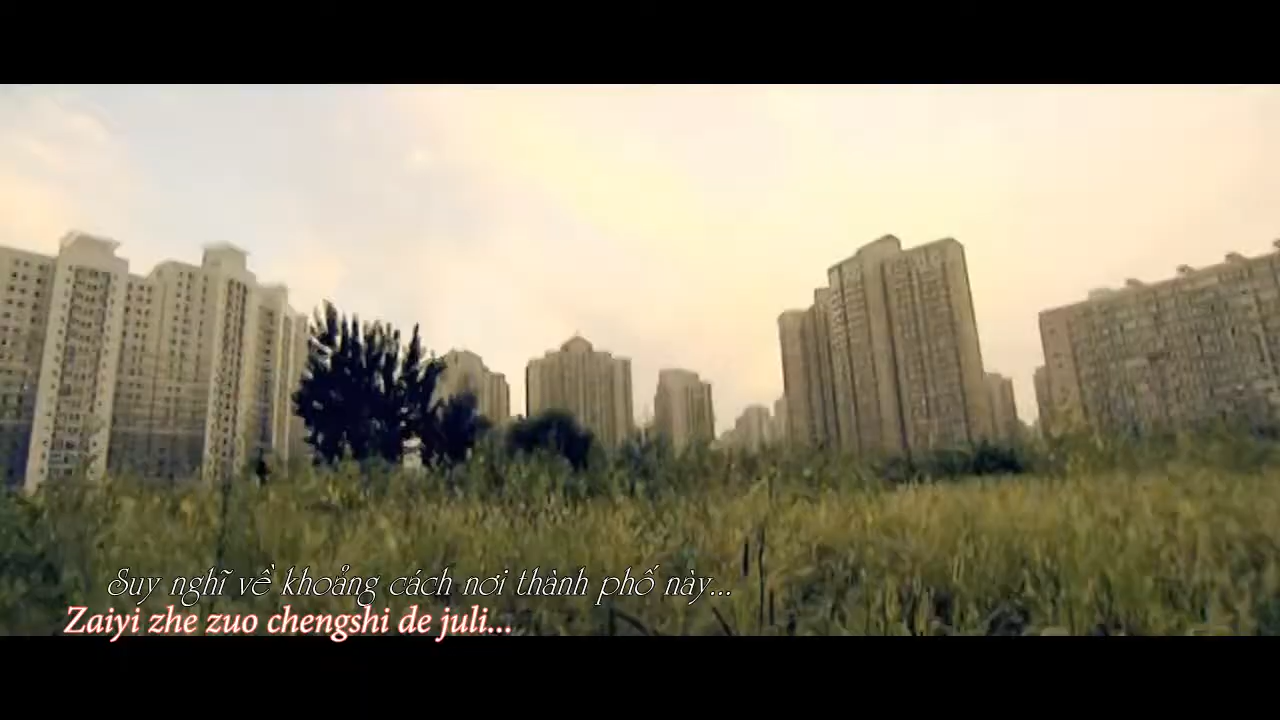 Suy nghĩ về khoảng cách nơi thành phố này...
Zaiyi zhe zuo chengshi de juli...